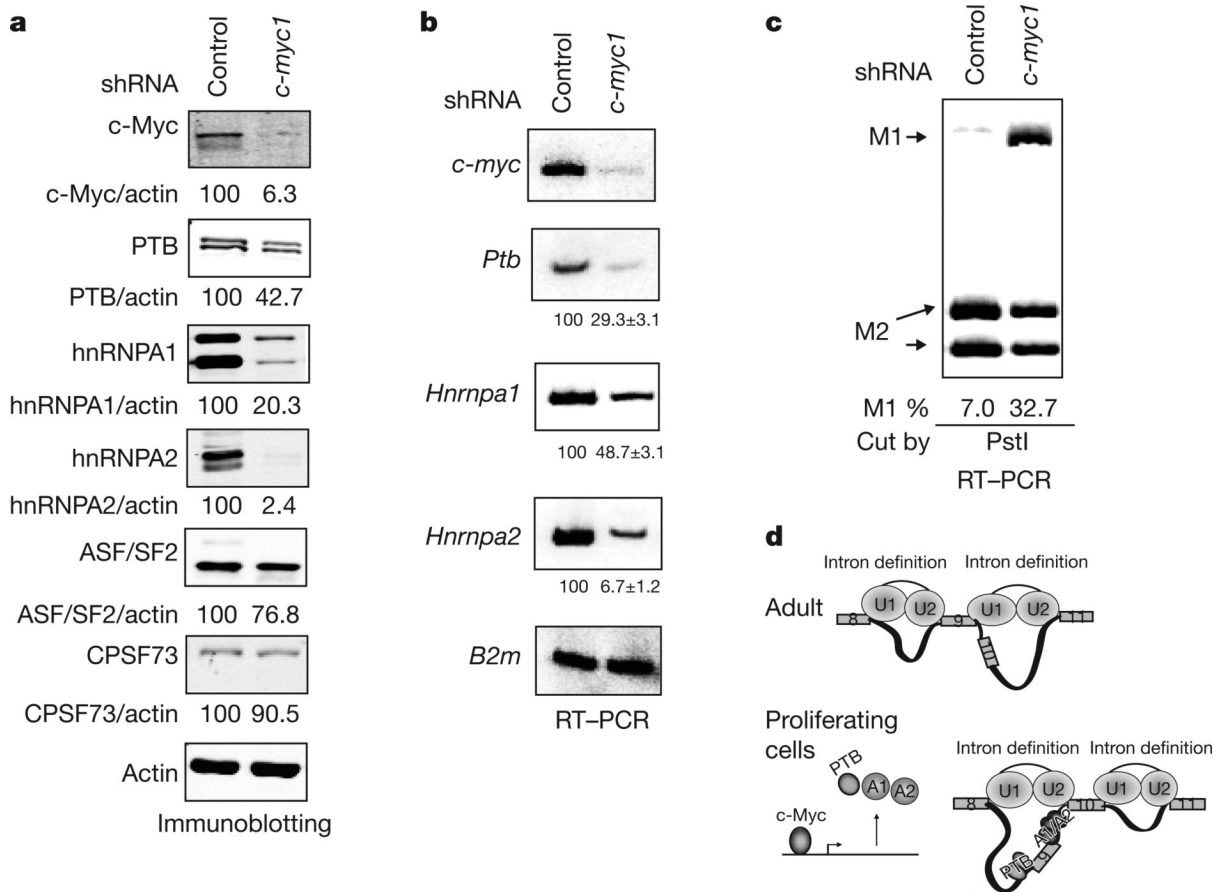 a
shRNA
Control
c-myc1
c-Myc
c-Myc/actin 100 6.3
PTB
PTB/actin 100 42.7
hnRNPA1
hnRNPA1/actin 100 20.3
hnRNPA2
hnRNPA2/actin 100 2.4
ASF/SF2
ASF/SF2/actin 100 76.8
CPSF73
CPSF73/actin 100 90.5
Actin
Immunoblotting
b
shRNA
Control
c-myc1
c-myc
Ptb
100 29.3±3.1
Hnrnpa1
100 48.7±3.1
Hnrnpa2
100 6.7±1.2
B2m
RT–PCR
c
shRNA
Control
c-myc1
M1
M2
M1 % 7.0 32.7
Cut by PstI
RT–PCR
d
Intron definition Intron definition
Adult
U1 U2 U1 U2
8 9 11
10
Proliferating
cells
PTB
A1 A2
c-Myc
Intron definition Intron definition
U1 U2 U1 U2
8 10 11
A1/A2
PTB 9